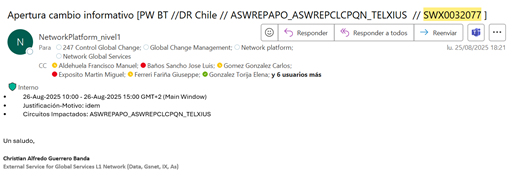 Apertura cambio informativo [PW BT //DR Chile // ASWREPAPO_ASWREPCLCPQN_TELXIUS // SWX0032077 ]
NetworkPlatform_nivel1
Responder
Responder a todos
Reenviar
Para 247 Control Global Change; Global Change Management; Network platform;
Network Global Services
lu. 25/08/2025 18:21
CC Aldehuela Francisco Manuel; Baños Sancho Jose Luis; Gomez Gonzalez Carlos;
Exposito Martin Miguel; Ferreri Fariña Giuseppe; Gonzalez Torija Elena; y 6 usuarios más
Interno
• 26-Aug-2025 10:00 - 26-Aug-2025 15:00 GMT+2 (Main Window)
• Justificación-Motivo: idem
• Circuitos Impactados: ASWREPAPO_ASWREPCLCPQN_TELXIUS
Un saludo,
Christian Alfredo Guerrero Banda
External Service for Global Services L1 Network (Data, Gsnet, IX, As)